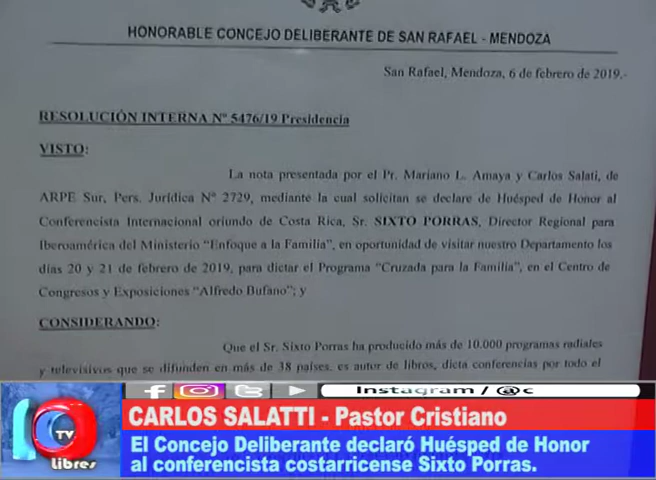 HONORABLE CONCEJO DELIBERANTE DE SAN RAFAEL - MENDOZA
San Rafael, Mendoza, 6 de febrero de 2019.-
RESOLUCIÓN INTERNA Nº 5476/19 Presidencia
VISTO:
La nota presentada por el Pr. Mariano L. Amaya y Carlos Salati, de
ARPE Sur, Pers. Jurídica Nº 2729, mediante la cual solicitan se declare de Huésped de Honor al
Conferencista Internacional oriundo de Costa Rica, Sr. SIXTO PORRAS, Director Regional para
Iberoamérica del Ministerio "Enfoque a la Familia", en oportunidad de visitar nuestro Departamento los
días 20 y 21 de febrero de 2019, para dictar el Programa "Cruzada para la Familia", en el Centro de
Congresos y Exposiciones "Alfredo Bufano"; y
CONSIDERANDO:
Que el Sr. Sixto Porras ha producido más de 10.000 programas radiales
y televisivos que se difunden en más de 38 países, es autor de libros, dicta conferencias por todo el
Instagram / @c
CARLOS SALATTI - Pastor Cristiano
El Concejo Deliberante declaró Huésped de Honor
al conferencista costarricense Sixto Porras.
10
TV
libres